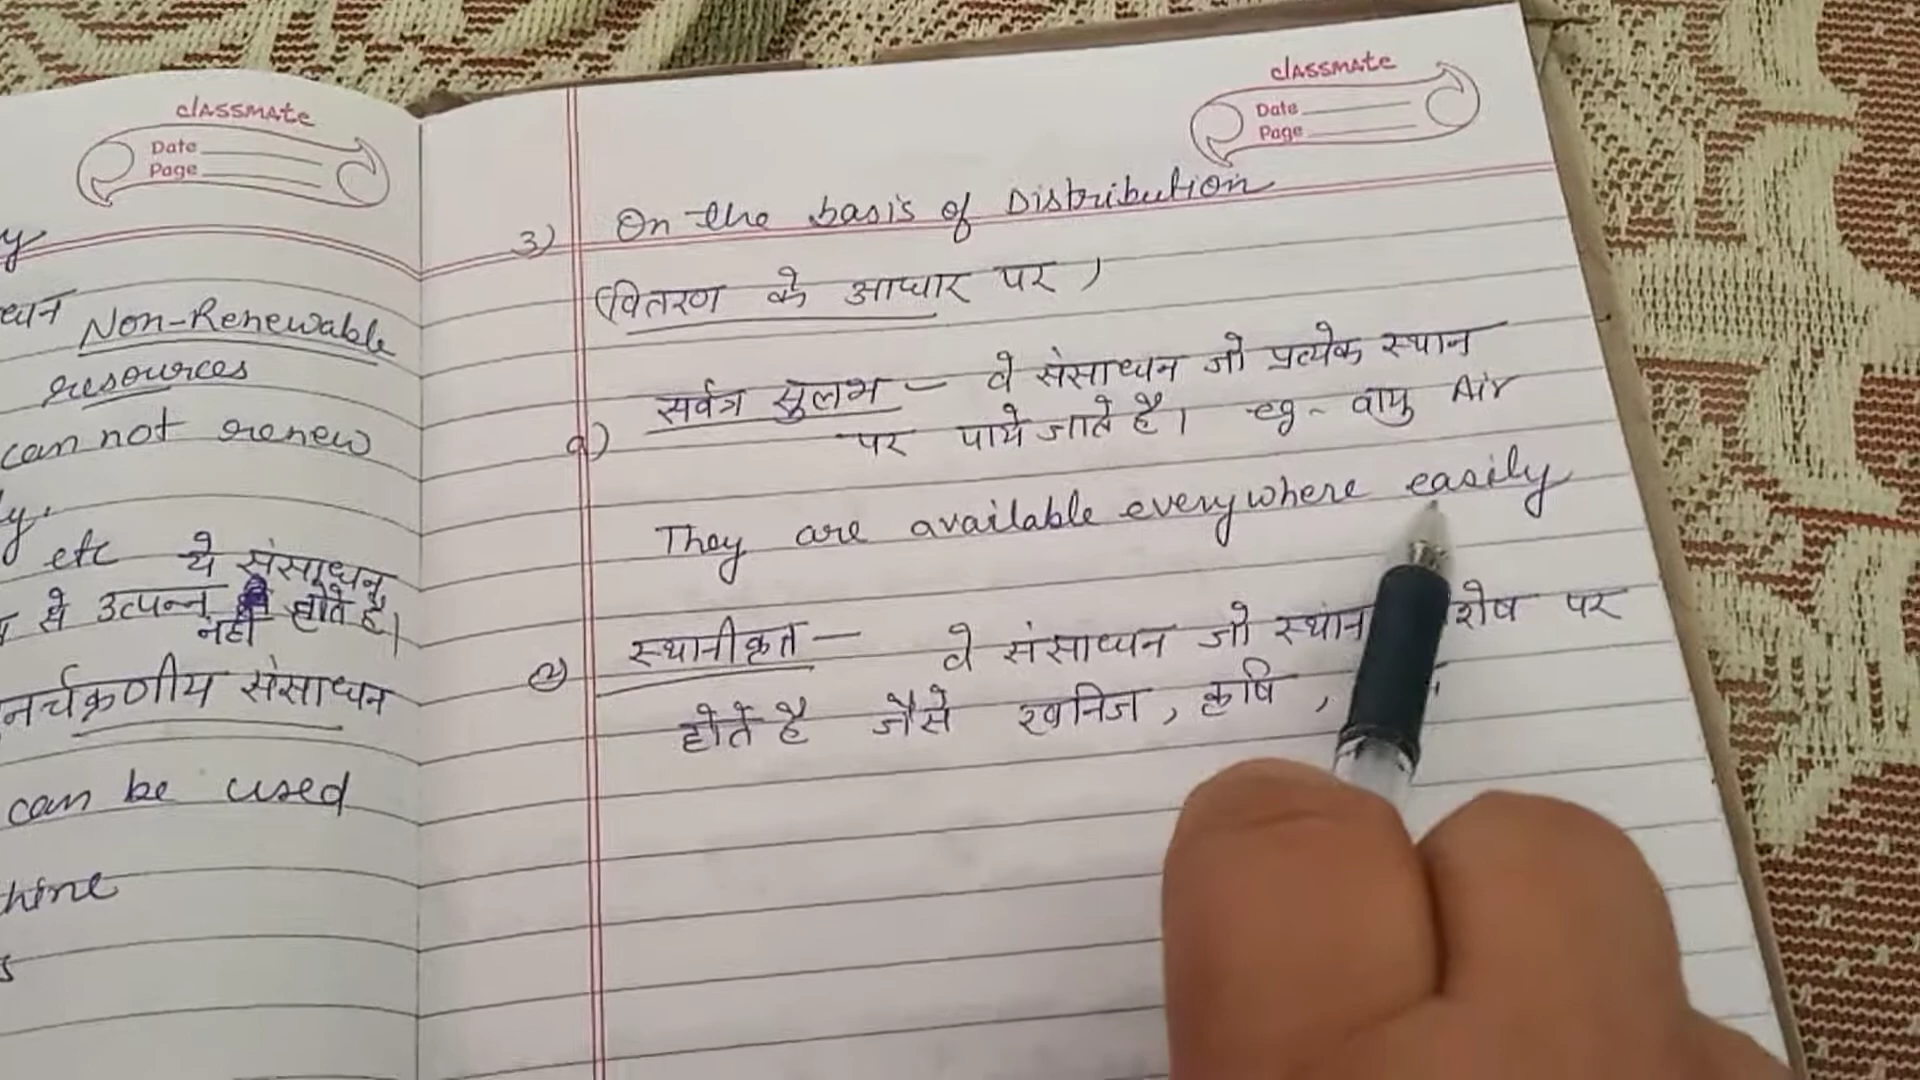 classmate
Date
Page
Non-Renewable
resources
can not renew
etc ये संसाधन
से उत्पन्न होते है।
नही
संसाधन
can be used
classmate
Date
Page
3) On the basis of Distribution
(वितरण के आधार पर)
a) सर्वत्र सुलभ - वे संसाधन जो प्रत्येक स्थान
पर पाये जाते है। eg - वायु Air
They are available everywhere easily
स्थानीकृत - वे संसाधन जो स्थान पर
होते है जैसे खनिज, कृषि,